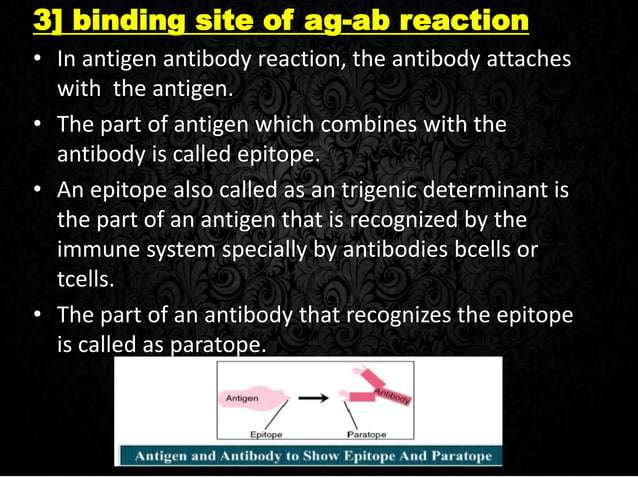 3] binding site of ag-ab reaction
• In antigen antibody reaction, the antibody attaches
with the antigen.
• The part of antigen which combines with the
antibody is called epitope.
• An epitope also called as an trigenic determinant is
the part of an antigen that is recognized by the
immune system specially by antibodies bcells or
tcells.
• The part of an antibody that recognizes the epitope
is called as paratope.
Antigen
Antibody
Epitope
Paratope
Antigen and Antibody to Show Epitope And Paratope